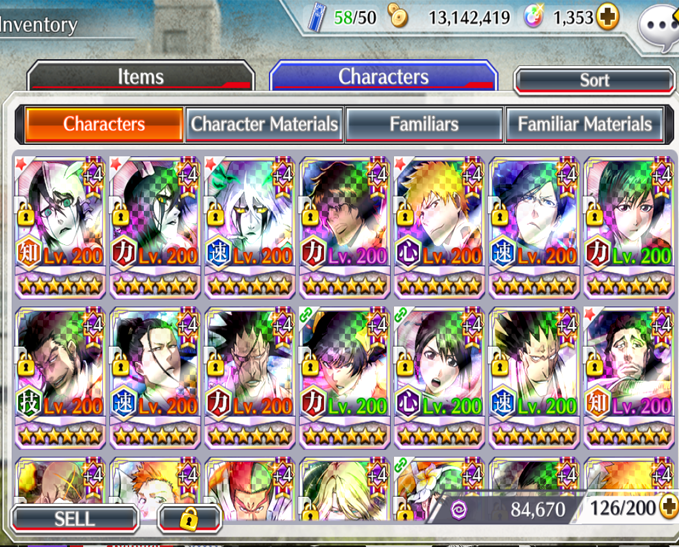 Inventory
58/50
13,142,419
1,353
Items
Characters
Sort
Characters
Character Materials
Familiars
Familiar Materials
+4 +4 +4 +4 +4 +4 +4
知 Lv. 200
力 Lv. 200
速 Lv. 200
力 Lv. 200
心 Lv. 200
速 Lv. 200
力 Lv. 200
+4 +4 +4 +4 +4 +4 +4
技 Lv. 200
速 Lv. 200
力 Lv. 200
力 Lv. 200
心 Lv. 200
速 Lv. 200
知 Lv. 200
+4 +4 +4 +4 +4 +4 +4
SELL
84,670
126/200